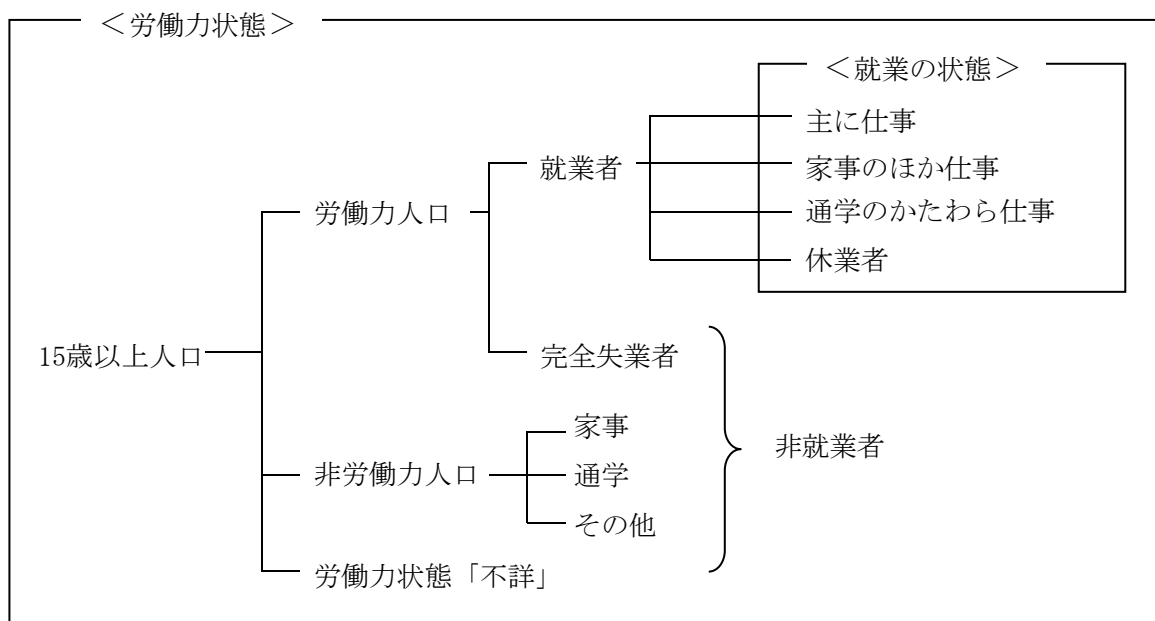 ＜労働力状態＞
＜就業の状態＞
主に仕事
就業者
家事のほか仕事
労働力人口
通学のかたわら仕事
休業者
15歳以上人口
完全失業者
家事
非就業者
非労働力人口
通学
その他
労働力状態「不詳」